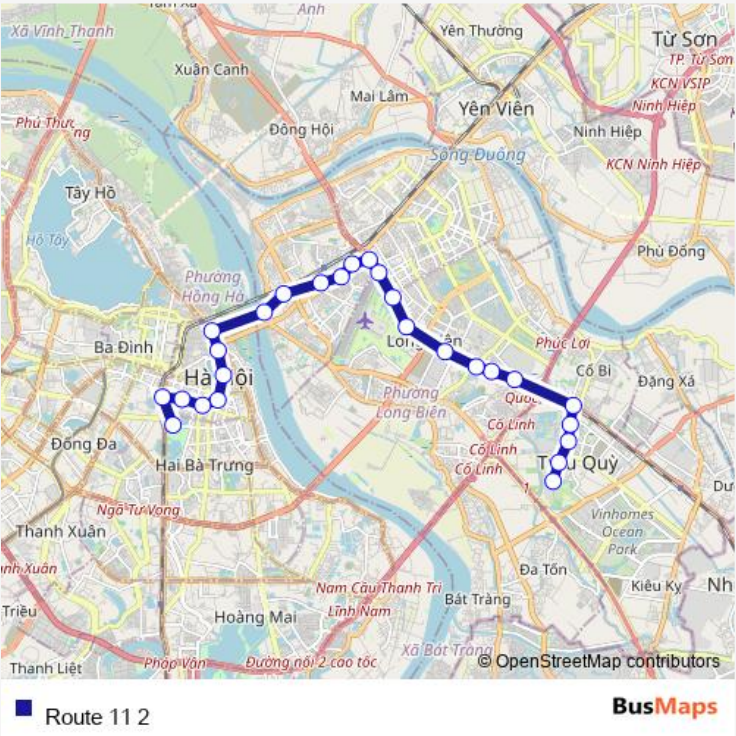 Xã Vĩnh Thanh
Anh
Yên Thường
Từ Sơn
TP. Từ Sơn
Xuân Canh
KCN VSIP
Mai Lâm
Ninh Hiệp
Yên Viên
Đông Hội
Ninh Hiệp
Sông Đuống
KCN Ninh Hiệp
Tây Hồ
Hồ Tây
Phù Đổng
Phường
Hồng Hà
Ba Đình
Phúc Lợi
Cổ Bi
Hà Nội
Đặng Xá
Phường
Long Biên
Cổ Linh
Đống Đa
Cổ Linh
Hai Bà Trưng
Cổ Linh
Quỳ
Ngã Tư Vọng
Vinhomes
Ocean
Park
Thanh Xuân
Đa Tốn
Nam Cầu Thanh Trì
Kiêu Kỵ
Nh
Bát Tràng
Lĩnh Nam
Triều
Hoàng Mai
Xã Bát Tràng
Thanh Liệt
Pháp Vân
Đường nối 2 cao tốc
© OpenStreetMap contributors
Route 11 2
BusMaps